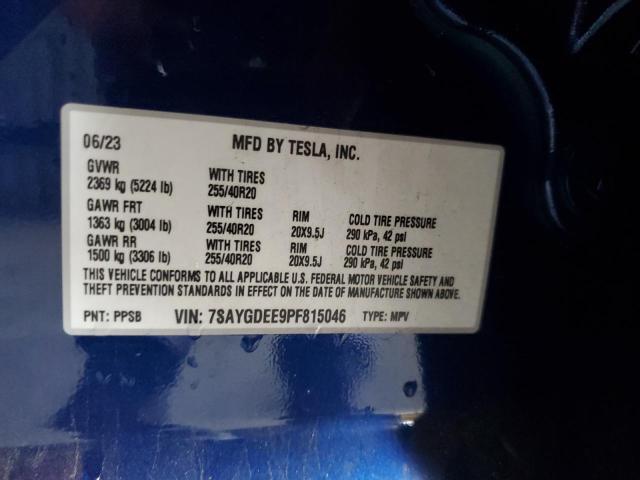 06/23 MFD BY TESLA, INC.
GVWR WITH TIRES
2369 kg (5224 lb) 255/40R20
GAWR FRT WITH TIRES RIM COLD TIRE PRESSURE
1363 kg (3004 lb) 255/40R20 20X9.5J 290 kPa, 42 psi
GAWR RR WITH TIRES RIM COLD TIRE PRESSURE
1500 kg (3306 lb) 255/40R20 20X9.5J 290 kPa, 42 psi
THIS VEHICLE CONFORMS TO ALL APPLICABLE U.S. FEDERAL MOTOR VEHICLE SAFETY AND
THEFT PREVENTION STANDARDS IN EFFECT ON THE DATE OF MANUFACTURE SHOWN ABOVE.
PNT: PPSB VIN: 7SAYGDEE9PF815046 TYPE: MPV